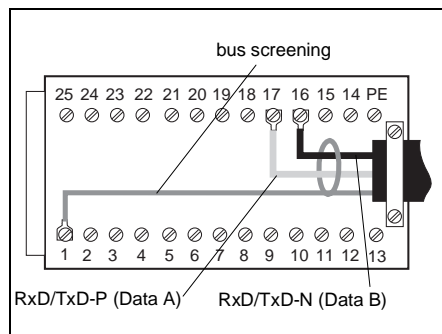 bus screening
25 24 23 22 21 20 19 18 17 16 15 14 PE
1 2 3 4 5 6 7 8 9 10 11 12 13
RxD/TxD-P (Data A) RxD/TxD-N (Data B)